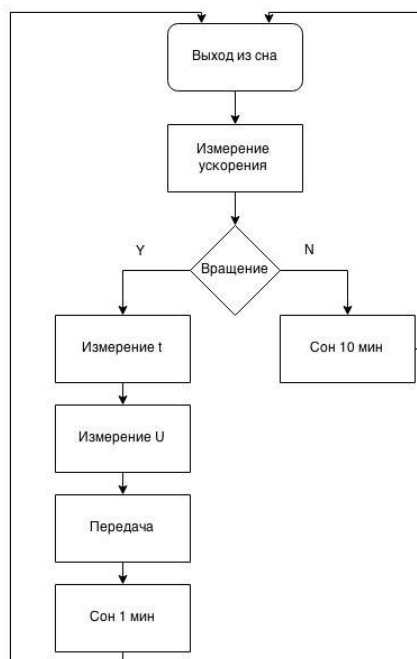 Выход из сна
Измерение
ускорения
Y
N
Вращение
Измерение t
Сон 10 мин
Измерение U
Передача
Сон 1 мин